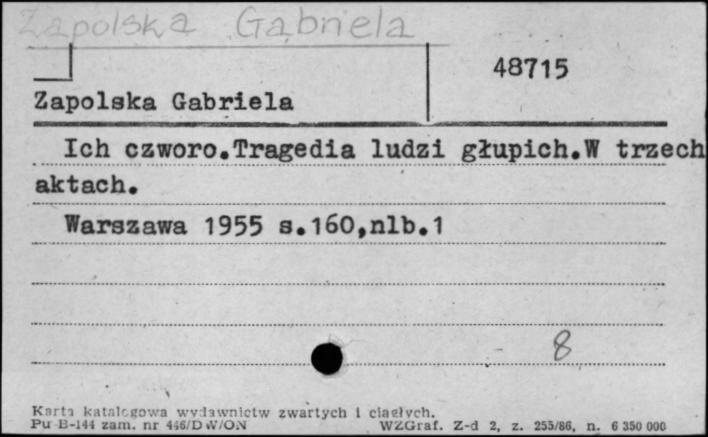 Zapolska Gabriela
48715
Zapolska Gabriela
Ich czworo.Tragedia ludzi głupich.W trzech
aktach.
Warszawa 1955 s.160,nlb.1
8
Karta katalogowa wydawnictw zwartych i ciągłych.
Pu B-144 zam. nr 446/DW/ON WZGraf. Z-d 2, z. 255/86, n. 6 350 000